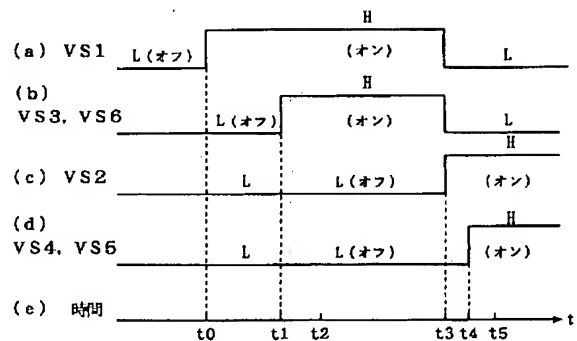 H
(a) VS1 L(オフ) (オン) L
(b) H
VS3, VS6 L(オフ) (オン) L
H
(c) VS2 L L(オフ) (オン)
(d) H
VS4, VS6 L L(オフ) (オン)
(e) 時間 t
t0 t1 t2 t3 t4 t5